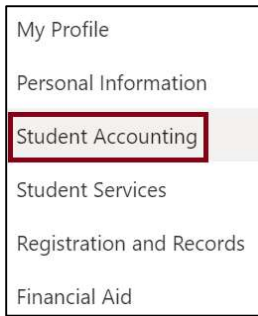 My Profile
Personal Information
Student Accounting
Student Services
Registration and Records
Financial Aid